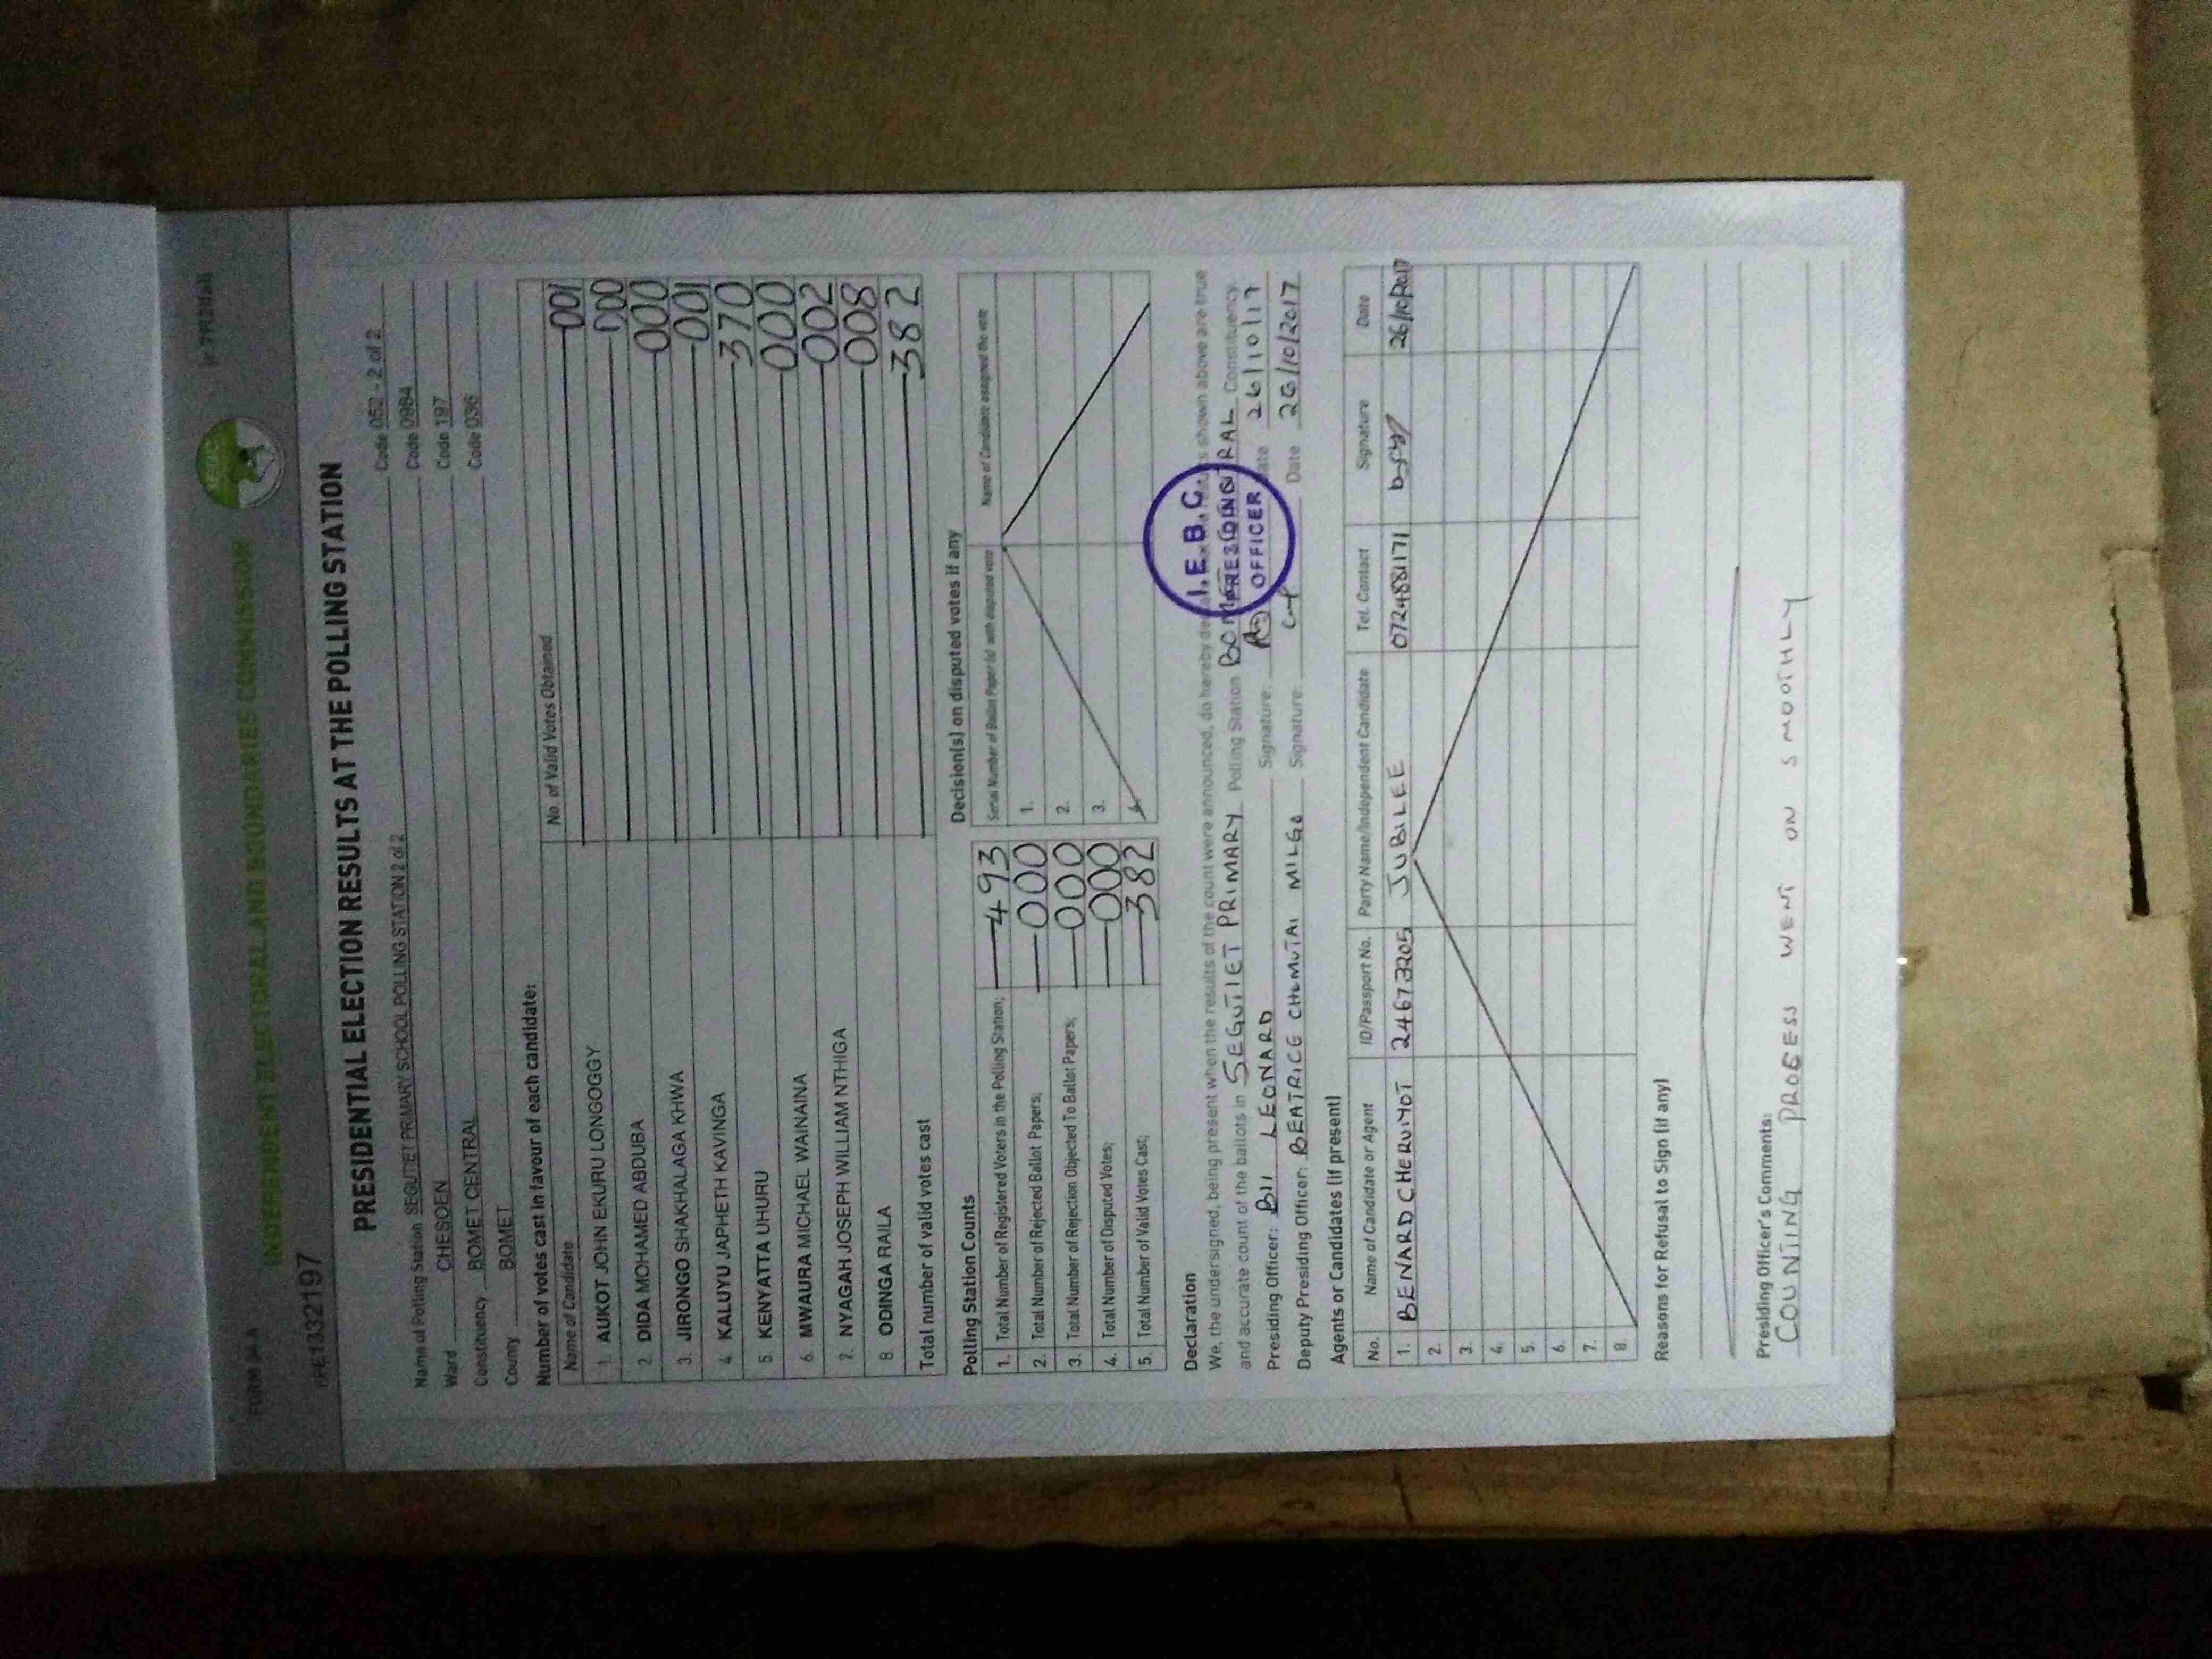 FORM 34A
INDEPENDENT ELECTORAL AND BOUNDARIES COMMISSION
IEBC
PRE1332197
PRESIDENTIAL ELECTION RESULTS AT THE POLLING STATION
Name of Polling Station SEGUTIET PRIMARY SCHOOL POLLING STATION 2 of 2 Code 052 - 2 of 2
Ward CHESOEN Code 0984
Constituency BOMET CENTRAL Code 197
County BOMET Code 036
Number of votes cast in favour of each candidate:
Name of Candidate No. of Valid Votes Obtained
1. AUKOT JOHN EKURU LONGOGGY 001
2. DIDA MOHAMED ABDUBA 000
3. JIRONGO SHAKHALAGA KHWA 000
4. KALUYU JAPHETH KAVINGA 001
5. KENYATTA UHURU 370
6. MWAURA MICHAEL WAINAINA 000
7. NYAGAH JOSEPH WILLIAM NTHIGA 002
8. ODINGA RAILA 008
Total number of valid votes cast 382
Polling Station Counts
1. Total Number of Registered Voters in the Polling Station; 493
2. Total Number of Rejected Ballot Papers; 000
3. Total Number of Rejection Objected To Ballot Papers; 000
4. Total Number of Disputed Votes; 000
5. Total Number of Valid Votes Cast; 382
Decision(s) on disputed votes if any
Serial Number of Ballot Paper (s) with disputed vote Name of Candidate assigned the vote
1.
2.
3.
Declaration
We, the undersigned, being present when the results of the count were announced, do hereby shown above are true
and accurate count of the ballots in SEGUTIET PRIMARY Polling Station BOMET CENTRAL Constituency.
Presiding Officer: BII LEONARD Signature: Date 26/10/17
Deputy Presiding Officer: BEATRICE CHEMUTAI MILGO Signature: Date 26/10/2017
I.E.B.C
PRESIDING
OFFICER
Agents or Candidates (if present)
No. Name of Candidate or Agent ID/Passport No. Party Name/Independent Candidate Tel. Contact Signature Date
1. BENARD CHERUIYOT 24673205 JUBILEE 0724881171 26/10/2017
2.
3.
4.
5.
6.
7.
8.
Reasons for Refusal to Sign (if any)
Presiding Officer's Comments:
COUNTING PROCESS WENT ON SMOOTHLY